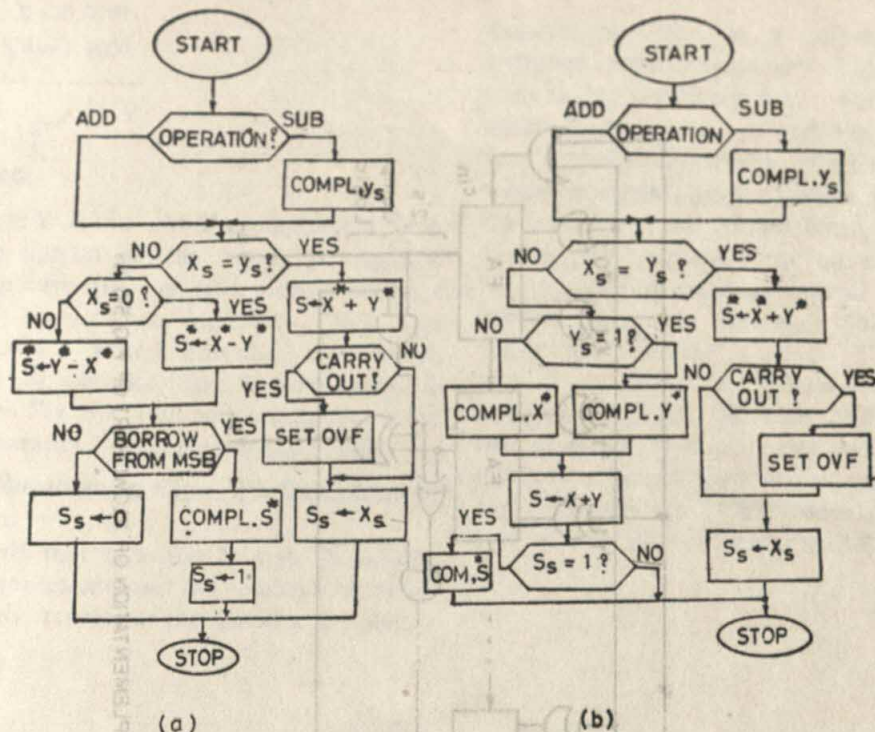 START
ADD
OPERATION?
SUB
COMPL.yS
NO
XS = yS ?
YES
XS=0 ?
NO
YES
S*←Y*-X*
S*←X*-Y*
S←X*+Y*
CARRY
OUT?
NO
YES
SET OVF
NO
BORROW
FROM MSB
YES
SS←0
COMPL.S*
SS←XS
SS←1
STOP
(a)
START
ADD
OPERATION
SUB
COMPL.YS
NO
XS = YS ?
YES
S*←X*+Y*
NO
YS=1?
YES
NO
CARRY
OUT ?
YES
COMPL.X*
COMPL.Y*
SET OVF
S←X+Y
YES
SS=1?
NO
COM.S*
SS←XS
STOP
(b)